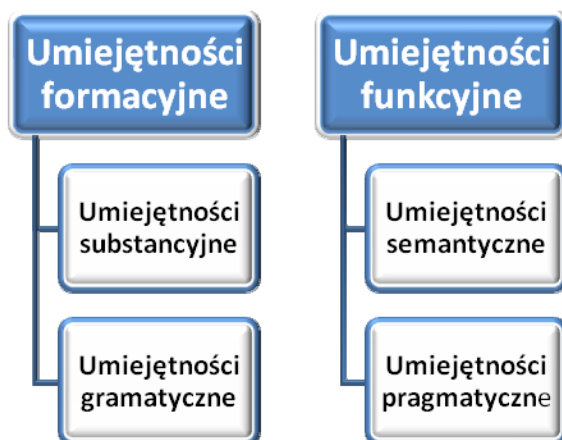 Umiejętności
formacyjne
Umiejętności
substancyjne
Umiejętności
gramatyczne
Umiejętności
funkcyjne
Umiejętności
semantyczne
Umiejętności
pragmatyczne